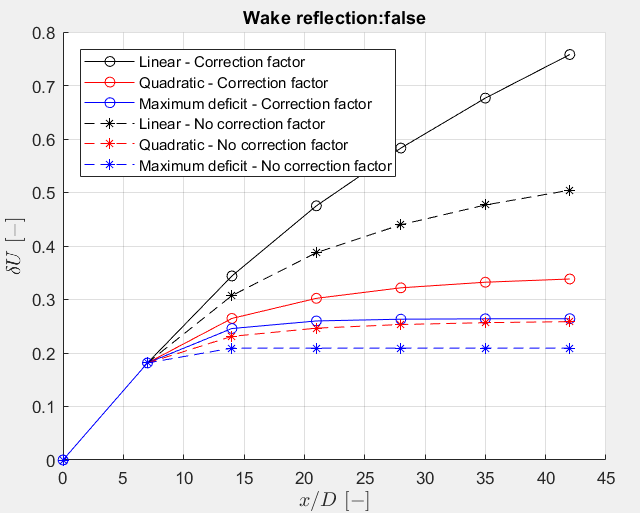 Wake reflection:false
0.8
0.7
0.6
0.5
0.4
0.3
0.2
0.1
0
δU [−]
Linear - Correction factor
Quadratic - Correction factor
Maximum deficit - Correction factor
Linear - No correction factor
Quadratic - No correction factor
Maximum deficit - No correction factor
0 5 10 15 20 25 30 35 40 45
x/D [−]